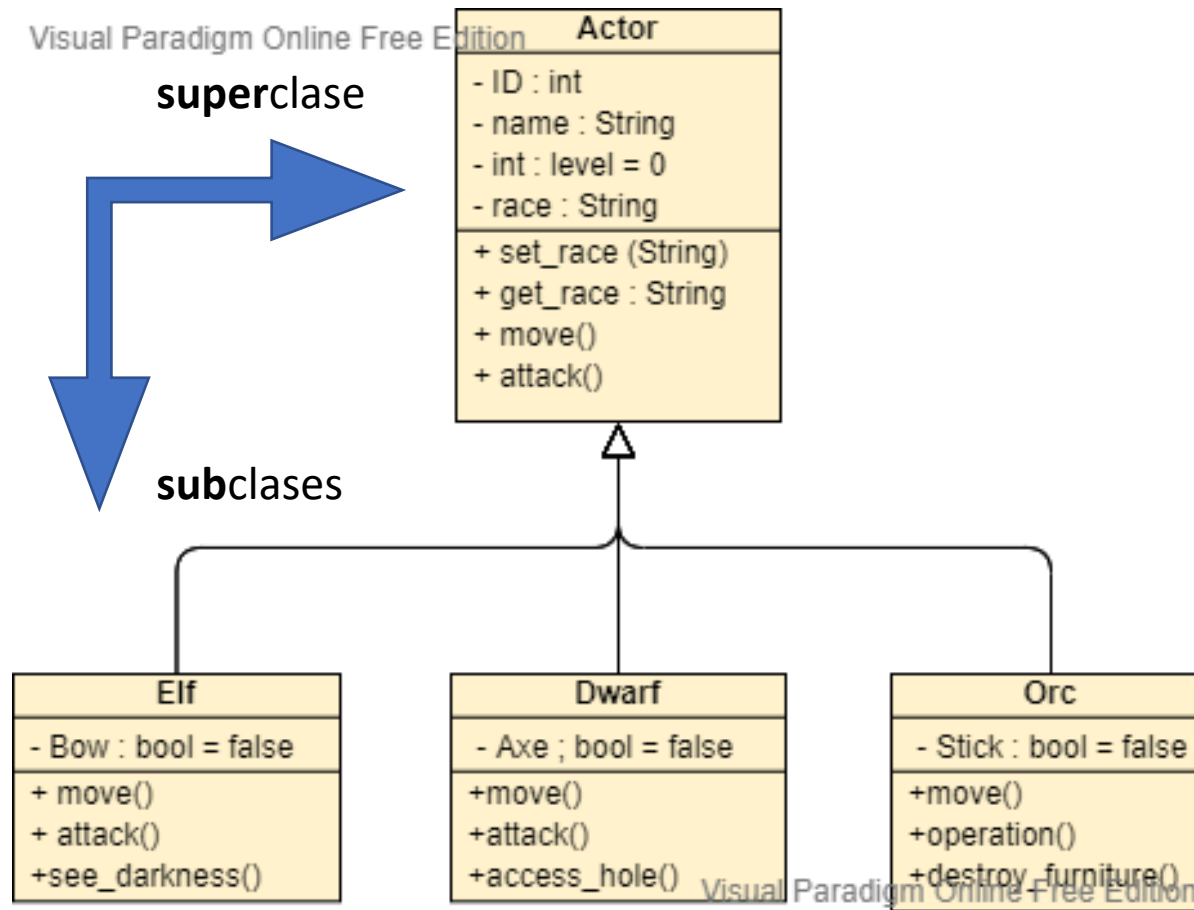 Visual Paradigm Online Free Edition
superclase
Actor
- ID : int
- name : String
- int : level = 0
- race : String
+ set_race (String)
+ get_race : String
+ move()
+ attack()
subclases
Elf
- Bow : bool = false
+ move()
+ attack()
+see_darkness()
Dwarf
- Axe ; bool = false
+move()
+attack()
+access_hole()
Orc
- Stick : bool = false
+move()
+operation()
+destroy_furniture()
Visual Paradigm Online Free Edition